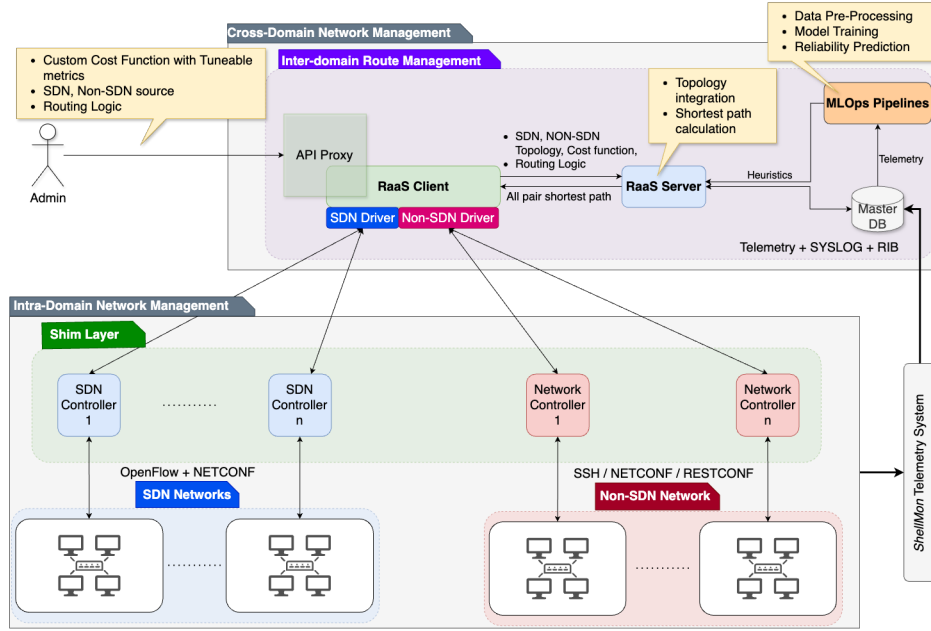 • Data Pre-Processing
• Model Training
• Reliability Prediction
Cross-Domain Network Management
• Custom Cost Function with Tuneable
metrics
• SDN, Non-SDN source
• Routing Logic
Inter-domain Route Management
• Topology
integration
• Shortest path
calculation
MLOps Pipelines
Admin
API Proxy
• SDN, NON-SDN
Topology, Cost function,
• Routing Logic
Telemetry
RaaS Client
RaaS Server
Heuristics
All pair shortest path
SDN Driver
Non-SDN Driver
Master
DB
Telemetry + SYSLOG + RIB
Intra-Domain Network Management
Shim Layer
SDN
Controller
1
..........
SDN
Controller
n
Network
Controller
1
..............
Network
Controller
n
ShellMon Telemetry System
OpenFlow + NETCONF
SSH / NETCONF / RESTCONF
SDN Networks
Non-SDN Network